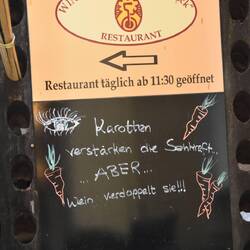 RESTAURANT
Restaurant täglich ab 11:30 geöffnet
Karotten
verstärken die Sehkraft...
... ABER...
Wein verdoppelt sie!!!